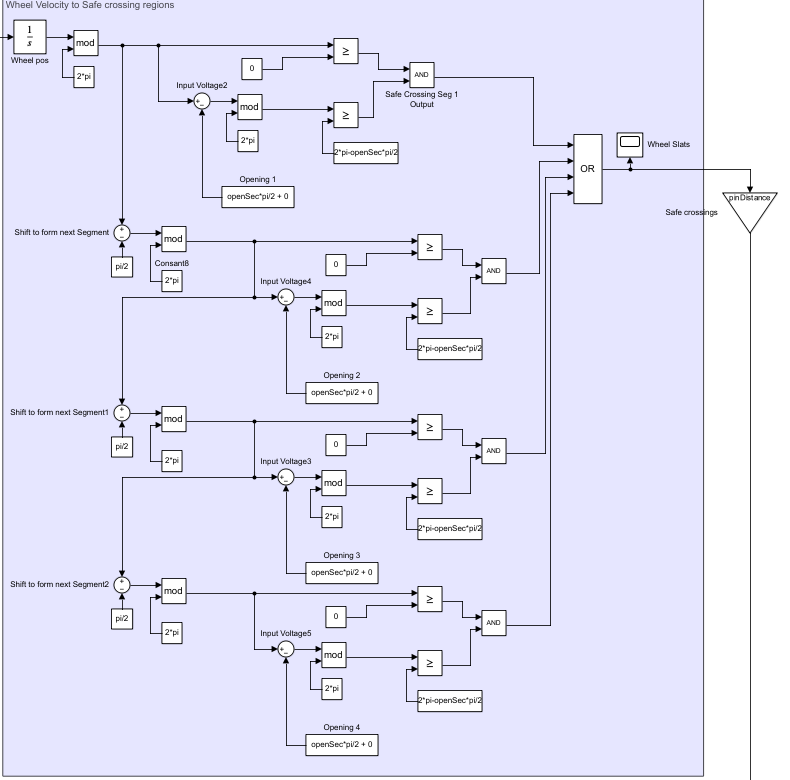 Wheel Velocity to Safe crossing regions
1
s
Wheel pos
mod
2*pi
≥
0
AND
Safe Crossing Seg 1
Output
Input Voltage2
+
−
mod
2*pi
≥
2*pi-openSec*pi/2
Opening 1
openSec*pi/2 + 0
OR
Wheel Slats
pinDistance
Safe crossings
Shift to form next Segment
+
−
pi/2
mod
Consant8
2*pi
≥
0
AND
Input Voltage4
+
−
mod
2*pi
≥
2*pi-openSec*pi/2
Opening 2
openSec*pi/2 + 0
Shift to form next Segment1
+
−
pi/2
mod
2*pi
≥
0
AND
Input Voltage3
+
−
mod
2*pi
≥
2*pi-openSec*pi/2
Opening 3
openSec*pi/2 + 0
Shift to form next Segment2
+
−
pi/2
mod
2*pi
≥
0
AND
Input Voltage5
+
−
mod
2*pi
≥
2*pi-openSec*pi/2
Opening 4
openSec*pi/2 + 0